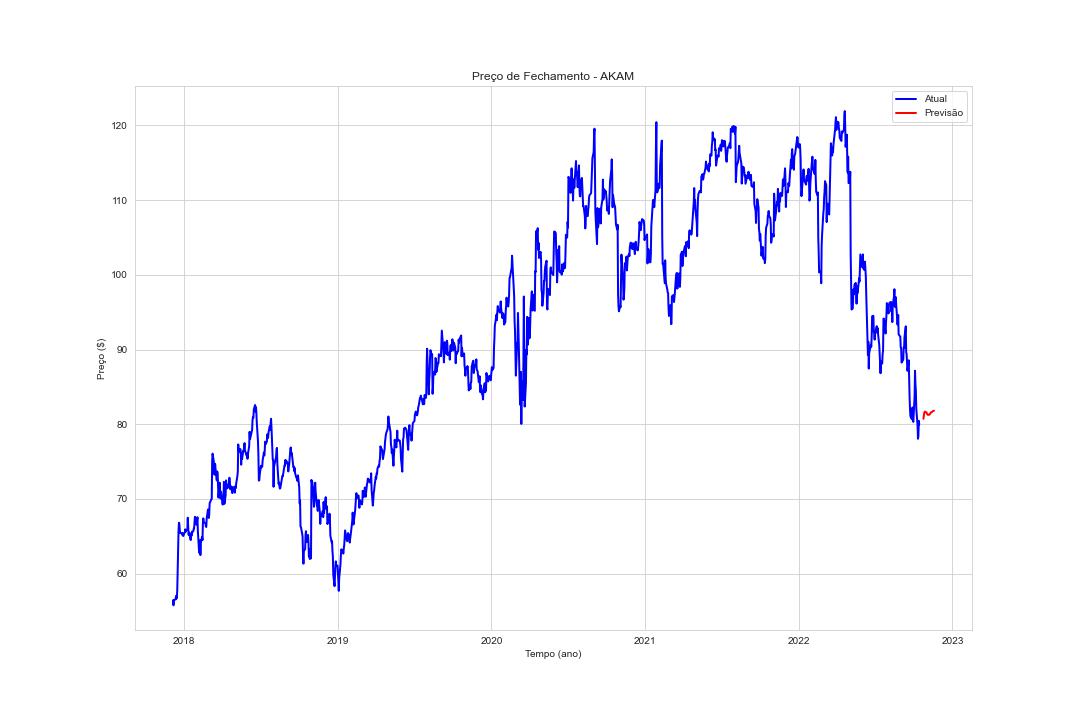 Preço de Fechamento - AKAM
Atual
Previsão
120
110
100
90
80
70
60
Preço ($)
2018
2019
2020
2021
2022
2023
Tempo (ano)